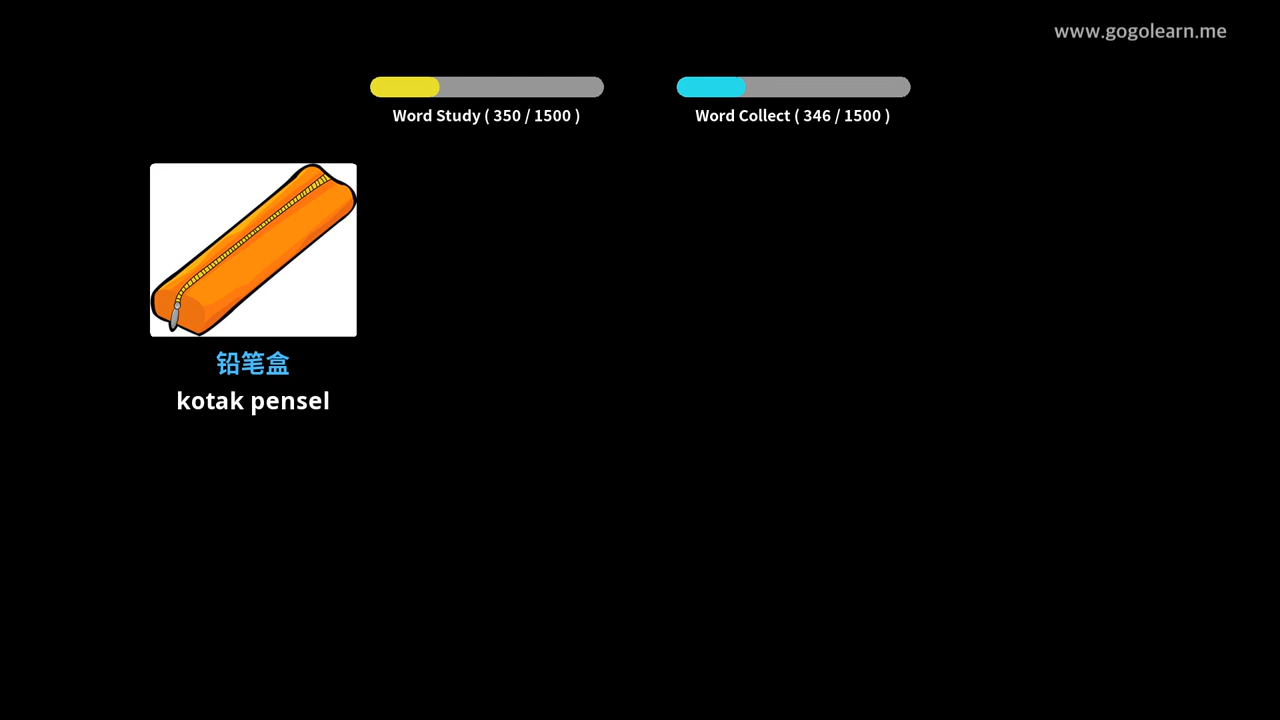 www.gogolearn.me
Word Study ( 350 / 1500 )
Word Collect ( 346 / 1500 )
铅笔盒
kotak pensel